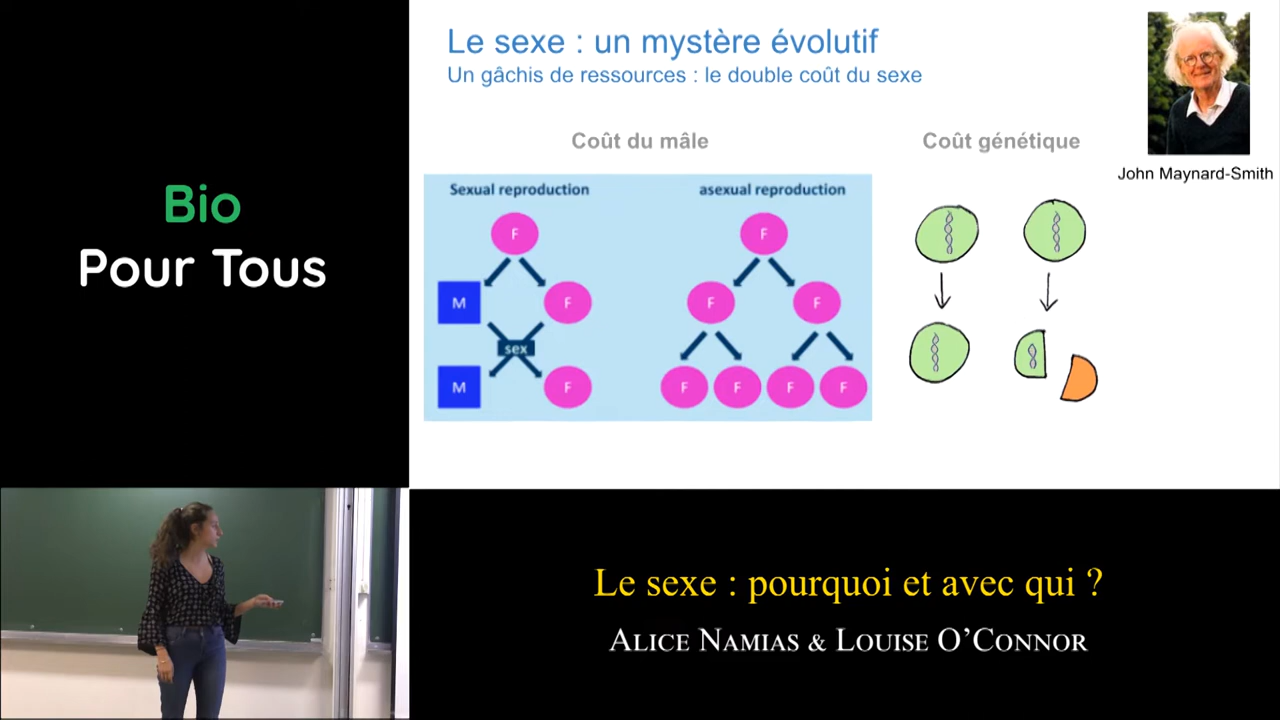 Bio
Pour Tous
Le sexe : un mystère évolutif
Un gâchis de ressources : le double coût du sexe
Coût du mâle
Coût génétique
John Maynard-Smith
Sexual reproduction
asexual reproduction
F
F
M
F
F
F
sex
M
F
F
F
F
F
Le sexe : pourquoi et avec qui ?
ALICE NAMIAS & LOUISE O'CONNOR